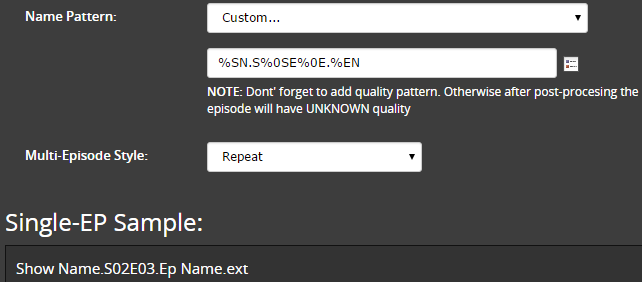 Name Pattern:
Custom...
%SN.S%0SE%0E.%EN
NOTE: Dont' forget to add quality pattern. Otherwise after post-procesing the
episode will have UNKNOWN quality
Multi-Episode Style:
Repeat
Single-EP Sample:
Show Name.S02E03.Ep Name.ext